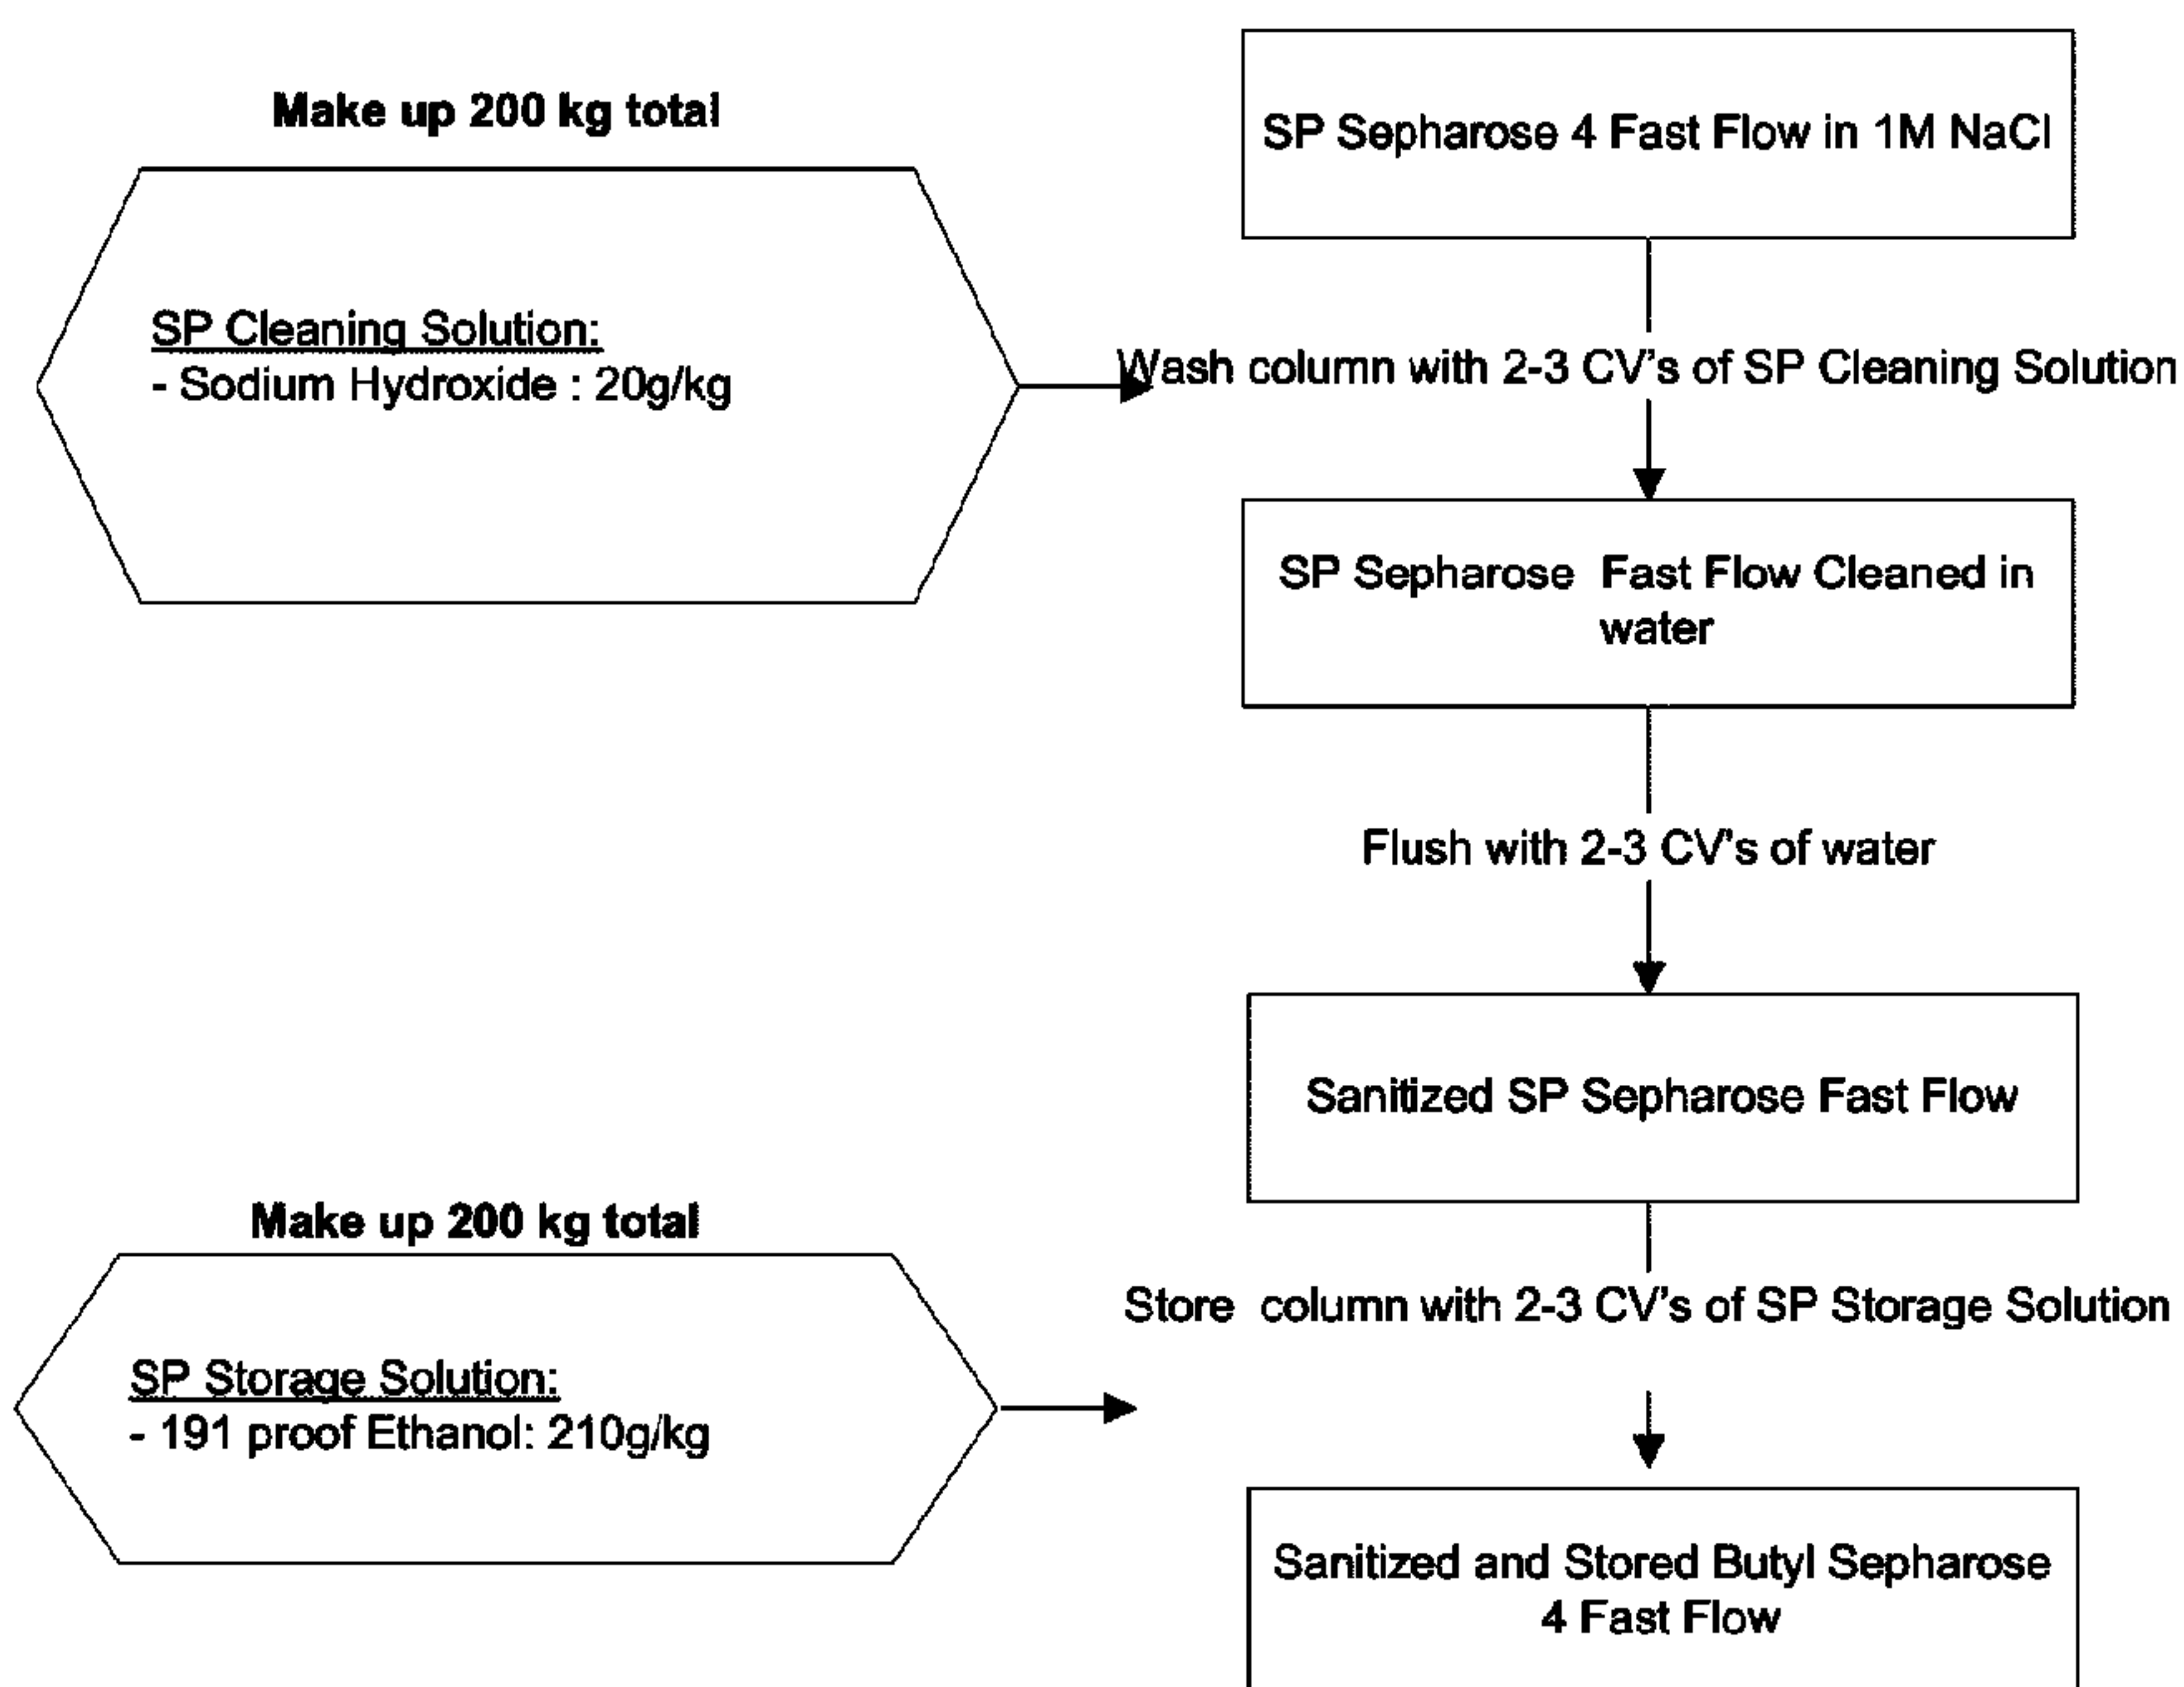 Make up 200 kg total
SP Cleaning Solution:
- Sodium Hydroxide : 20g/kg
SP Sepharose 4 Fast Flow in 1M NaCl
Wash column with 2-3 CV's of SP Cleaning Solution
SP Sepharose Fast Flow Cleaned in
water
Flush with 2-3 CV's of water
Sanitized SP Sepharose Fast Flow
Make up 200 kg total
SP Storage Solution:
- 191 proof Ethanol: 210g/kg
Store column with 2-3 CV's of SP Storage Solution
Sanitized and Stored Butyl Sepharose
4 Fast Flow